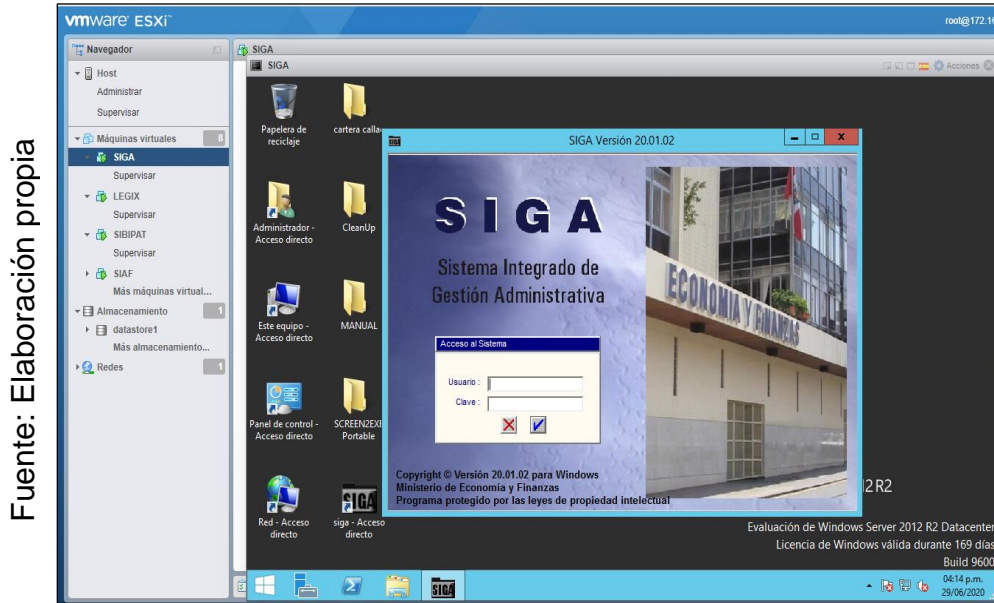 Fuente: Elaboración propia
vmware ESXi™
root@172.16
Navegador
Host
Administrar
Supervisar
Máquinas virtuales 8
SIGA
Supervisar
LEGIX
Supervisar
SIBIPAT
Supervisar
SIAF
Más máquinas virtual...
Almacenamiento 1
datastore1
Más almacenamiento...
Redes 1
SIGA
SIGA
Acciones
Papelera de
reciclaje
cartera calla
Administrador -
Acceso directo
CleanUp
Este equipo -
Acceso directo
MANUAL
Panel de control -
Acceso directo
SCREEN2EXE
Portable
Red - Acceso
directo
siga - Acceso
directo
SIGA Versión 20.01.02
SIGA
Sistema Integrado de
Gestión Administrativa
ECONOMIA Y FINANZAS
Acceso al Sistema
Usuario :
Clave :
Copyright © Versión 20.01.02 para Windows
Ministerio de Economía y Finanzas
Programa protegido por las leyes de propiedad intelectual
12 R2
Evaluación de Windows Server 2012 R2 Datacenter
Licencia de Windows válida durante 169 días
Build 9600
SIGA
04:14 p.m.
29/06/2020